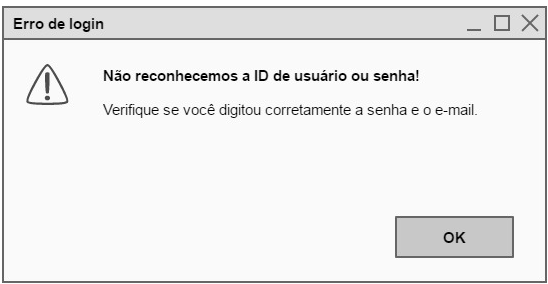 Erro de login
Não reconhecemos a ID de usuário ou senha!
Verifique se você digitou corretamente a senha e o e-mail.
OK